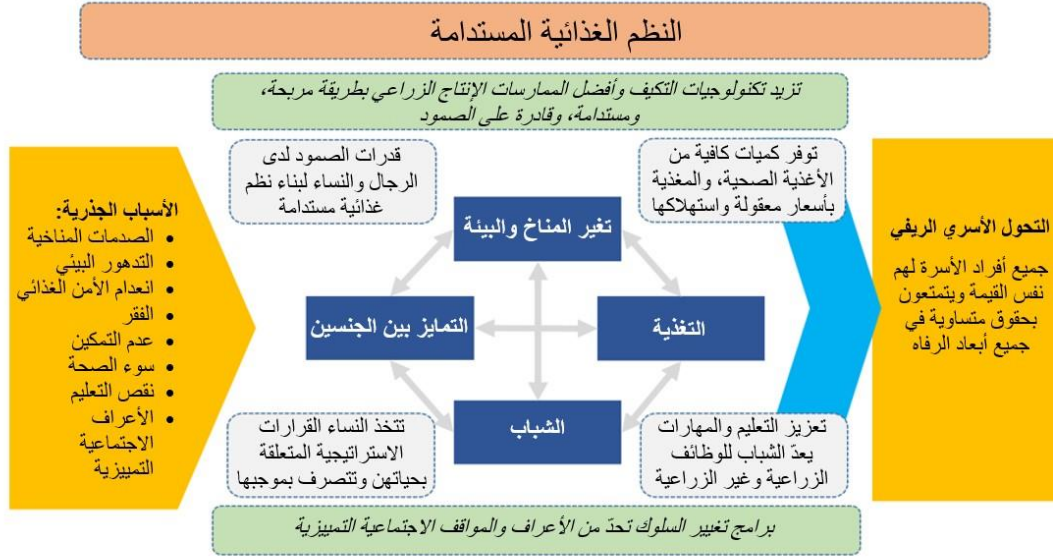 النظم الغذائية المستدامة
تزيد تكنولوجيات التكيف وأفضل الممارسات الإنتاج الزراعي بطريقة مربحة،
ومستدامة، وقادرة على الصمود
توفر كميات كافية من
الأغذية الصحية، والمغذية
بأسعار معقولة واستهلاكها
قدرات الصمود لدى
الرجال والنساء لبناء نظم
غذائية مستدامة
التحول الأسري الريفي
جميع أفراد الأسرة لهم
نفس القيمة ويتمتعون
بحقوق متساوية في
جميع أبعاد الرفاه
تغير المناخ والبيئة
التغذية
التمايز بين الجنسين
الشباب
الأسباب الجذرية:
• الصدمات المناخية
• التدهور البيئي
• انعدام الأمن الغذائي
• الفقر
• عدم التمكين
• سوء الصحة
• نقص التعليم
• الأعراف
الاجتماعية
التمييزية
تعزيز التعليم والمهارات
يعدّ الشباب للوظائف
الزراعية وغير الزراعية
تتخذ النساء القرارات
الاستراتيجية المتعلقة
بحياتهن وتتصرف بموجبها
برامج تغيير السلوك تحدّ من الأعراف والمواقف الاجتماعية التمييزية